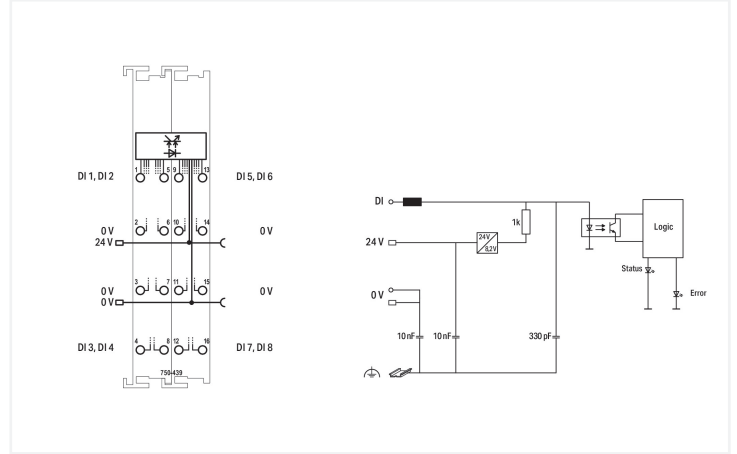 1 5 9 13
DI 1, DI 2
DI 5, DI 6
2 6 10 14
0 V
0 V
24 V
3 7 11 15
0 V
0 V
0 V
4 8 12 16
DI 3, DI 4
DI 7, DI 8
750-439
DI
1k
24 V
24 V
8,2 V
Logic
Status
Error
0 V
10 nF
10 nF
330 pF